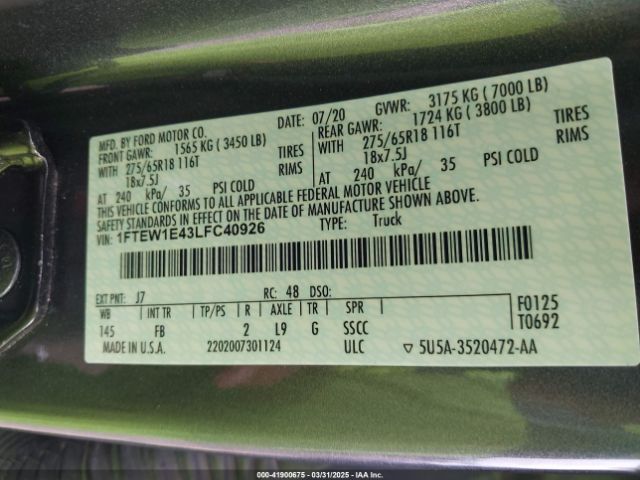 MFD. BY FORD MOTOR CO. DATE: 07/20 GVWR: 3175 KG ( 7000 LB)
FRONT GAWR: 1565 KG ( 3450 LB) REAR GAWR: 1724 KG ( 3800 LB)
WITH 275/65R18 116T TIRES WITH 275/65R18 116T TIRES
18x7.5J RIMS 18x7.5J RIMS
AT 240 kPa/ 35 PSI COLD AT 240 kPa/ 35 PSI COLD
THIS VEHICLE CONFORMS TO ALL APPLICABLE FEDERAL MOTOR VEHICLE
SAFETY STANDARDS IN EFFECT ON THE DATE OF MANUFACTURE SHOWN ABOVE.
VIN: 1FTEW1E43LFC40926 TYPE: Truck
EXT PNT: J7 RC: 48 DSO:
WB INT TR TP/PS R AXLE TR SPR F0125
145 FB 2 L9 G SSCC T0692
MADE IN U.S.A. 2202007301124 ULC ▽ 5U5A-3520472-AA
000-41900675 - 03/31/2025 - IAA Inc.